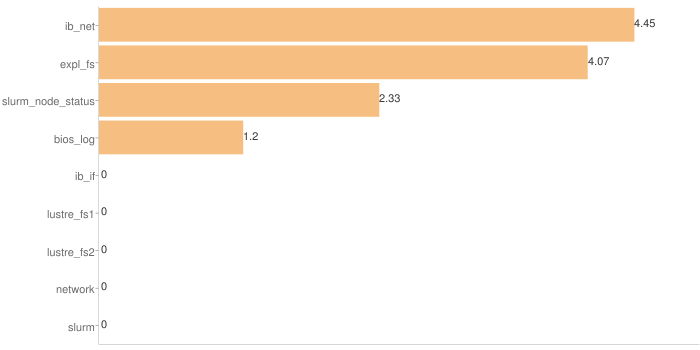 ib_net 4.45
expl_fs 4.07
slurm_node_status 2.33
bios_log 1.2
ib_if 0
lustre_fs1 0
lustre_fs2 0
network 0
slurm 0